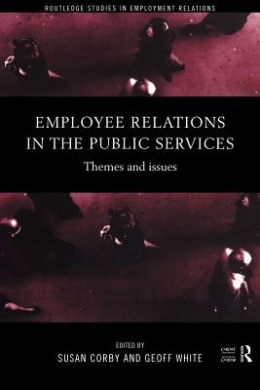 ROUTLEDGE STUDIES IN EMPLOYMENT RELATIONS
EMPLOYEE RELATIONS
IN THE PUBLIC SERVICES
Themes and issues
EDITED BY
SUSAN CORBY AND GEOFF WHITE